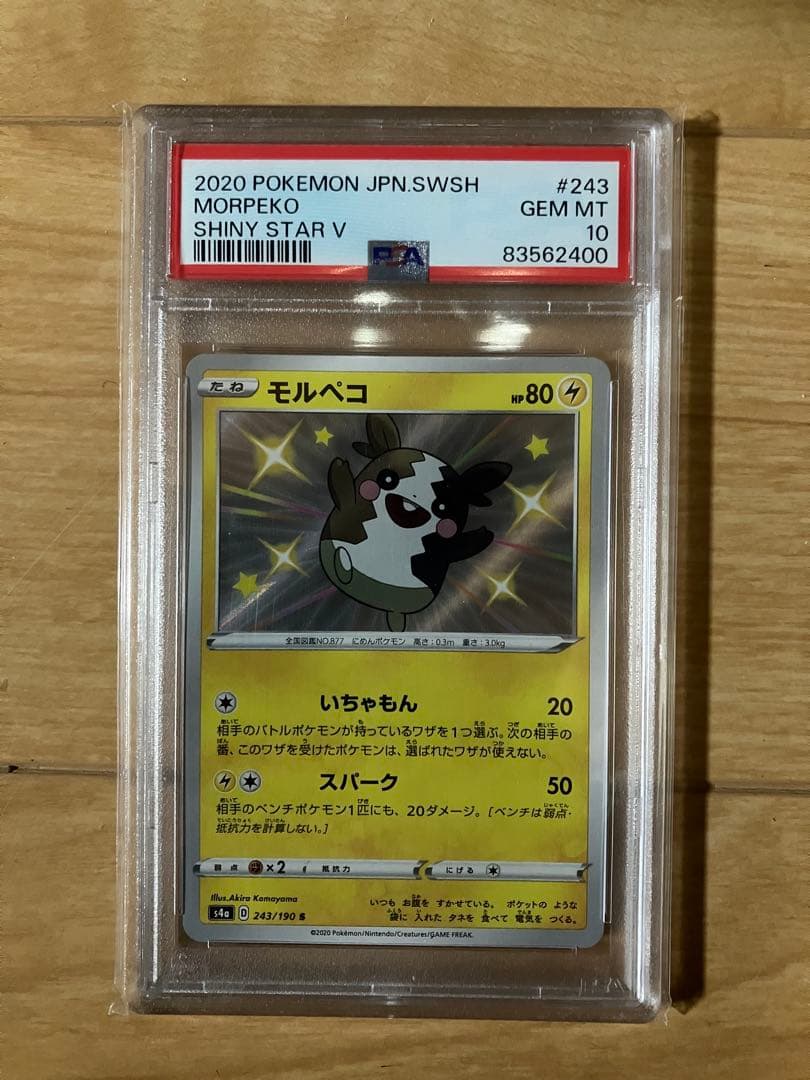 2020 POKEMON JPN.SWSH #243
MORPEKO GEM MT
SHINY STAR V 10
PSA 83562400
たね モルペコ HP80
全国図鑑NO.877 にめんポケモン 高さ:0.3m 重さ:3.0kg
いちゃもん 20
相手のバトルポケモンが持っているワザを1つ選ぶ。次の相手の
番、このワザを受けたポケモンは、選ばれたワザが使えない。
スパーク 50
相手のベンチポケモン1匹にも、20ダメージ。[ベンチは弱点・
抵抗力を計算しない。]
弱点 ×2 抵抗力 にげる
Illus.Akira Komayama
s4a D 243/190 S
いつも お腹を すかせている。 ポケットの ような
袋に 入れた タネを 食べて 電気を つくる。
©2020 Pokémon/Nintendo/Creatures/GAME FREAK.